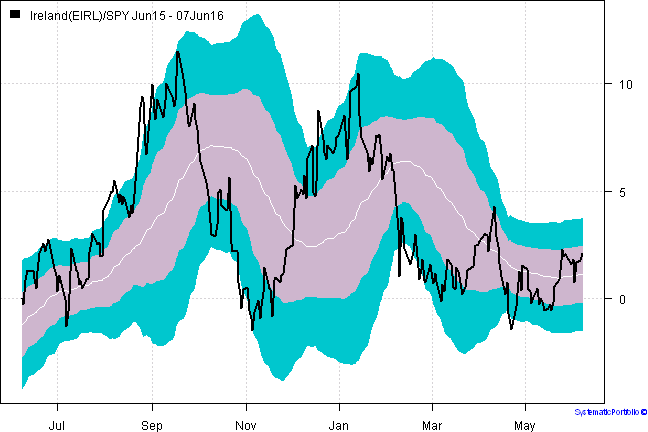 Ireland(EIRL)/SPY Jun15 - 07Jun16
10
5
0
Jul Sep Nov Jan Mar May
SystematicPortfolio ©